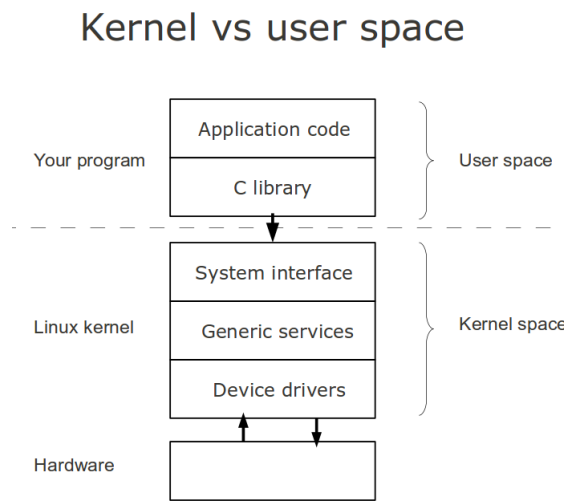 Kernel vs user space
Application code
Your program
User space
C library
System interface
Linux kernel
Generic services
Kernel space
Device drivers
Hardware